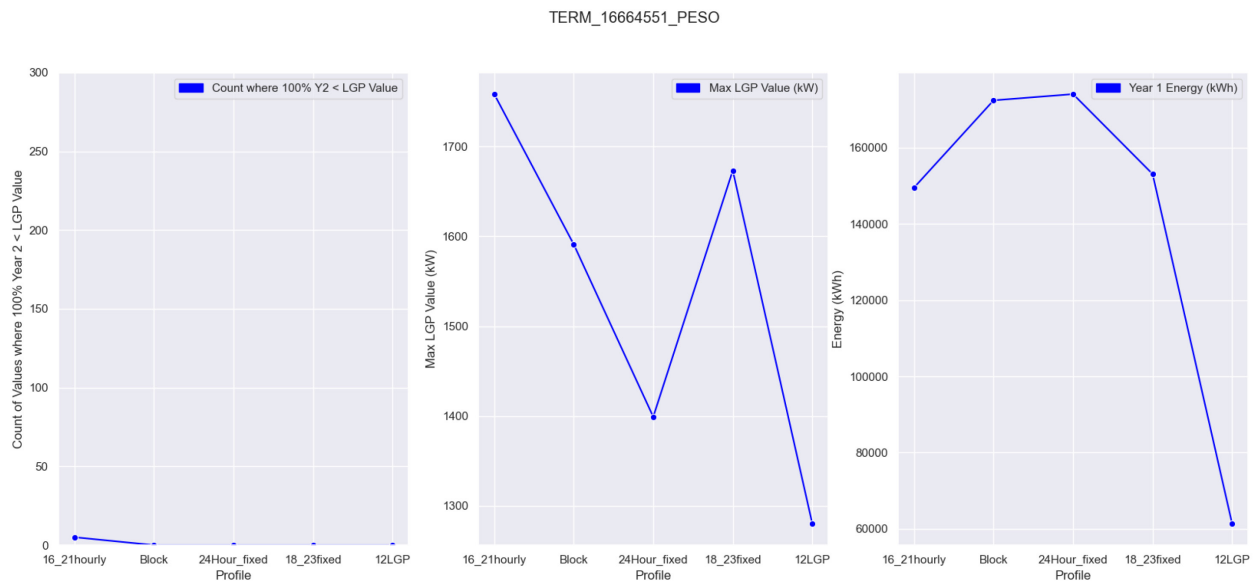 TERM_16664551_PESO
Count where 100% Y2 < LGP Value
Count of Values where 100% Year 2 < LGP Value
300
250
200
150
100
50
0
16_21hourly
Block
24Hour_fixed
18_23fixed
12LGP
Profile
Max LGP Value (kW)
Max LGP Value (kW)
1700
1600
1500
1400
1300
16_21hourly
Block
24Hour_fixed
18_23fixed
12LGP
Profile
Year 1 Energy (kWh)
Energy (kWh)
160000
140000
120000
100000
80000
60000
16_21hourly
Block
24Hour_fixed
18_23fixed
12LGP
Profile